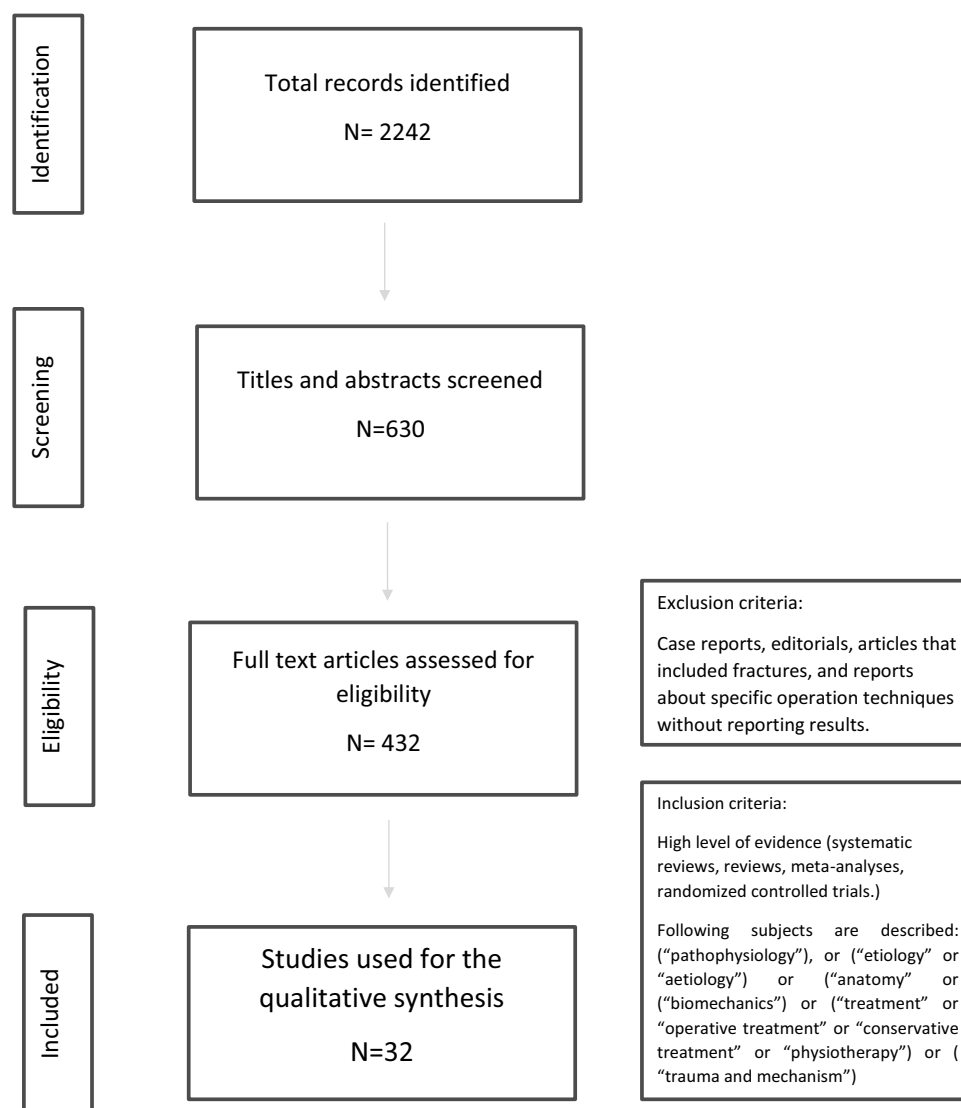 Identification
Total records identified
N= 2242
Screening
Titles and abstracts screened
N=630
Eligibility
Full text articles assessed for
eligibility
N= 432
Exclusion criteria:
Case reports, editorials, articles that
included fractures, and reports
about specific operation techniques
without reporting results.
Inclusion criteria:
High level of evidence (systematic
reviews, reviews, meta-analyses,
randomized controlled trials.)
Following subjects are described:
(“pathophysiology”), or (“etiology” or
“aetiology”) or (“anatomy” or
(“biomechanics”) or (“treatment” or
“operative treatment” or “conservative
treatment” or “physiotherapy”) or (
“trauma and mechanism”)
Included
Studies used for the
qualitative synthesis
N=32